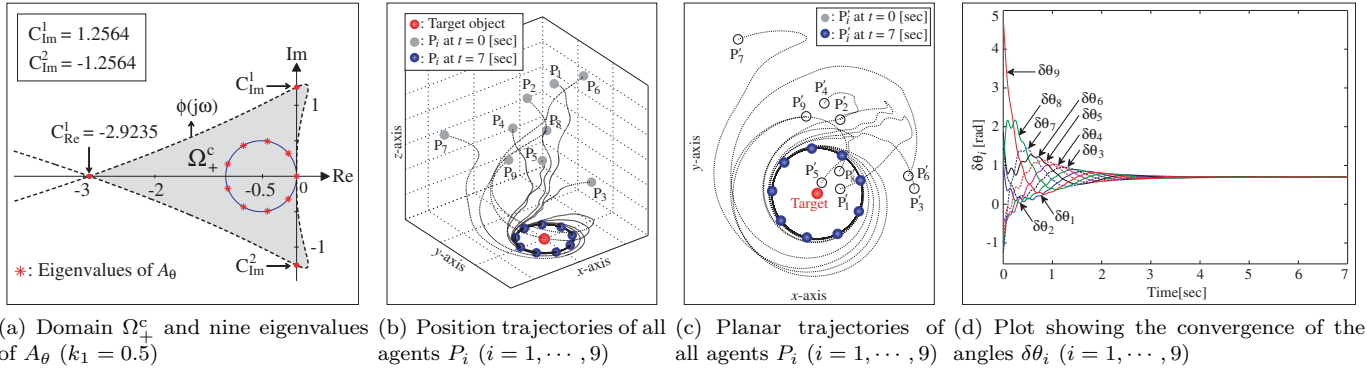 C¹Im = 1.2564
C²Im = -1.2564
Im
C¹Im
1
ϕ(jω)
C¹Re = -2.9235
Ω₊ᶜ
-3
-2
-0.5
0
Re
-1
C²Im
✳: Eigenvalues of Aθ
(a) Domain Ω₊ᶜ and nine eigenvalues
of Aθ (k₁ = 0.5)
: Target object
: Pᵢ at t = 0 [sec]
: Pᵢ at t = 7 [sec]
P₁
P₆
P₂
P₄
P₈
P₇
P₅
P₉
P₃
z-axis
y-axis
x-axis
(b) Position trajectories of all
agents Pᵢ (i = 1, ⋯ , 9)
: P′ᵢ at t = 0 [sec]
: P′ᵢ at t = 7 [sec]
P′₇
P′₄
P′₉
P′₂
P′₅
P₈
P′₆
P′₁
P′₃
Target
y-axis
x-axis
(c) Planar trajectories of
all agents Pᵢ (i = 1, ⋯ , 9)
5
4
3
2
1
0
-1
δθᵢ [rad]
δθ₉
δθ₈
δθ₇
δθ₆
δθ₅
δθ₄
δθ₃
δθ₂
δθ₁
0 1 2 3 4 5 6 7
Time[sec]
(d) Plot showing the convergence of the
angles δθᵢ (i = 1, ⋯ , 9)